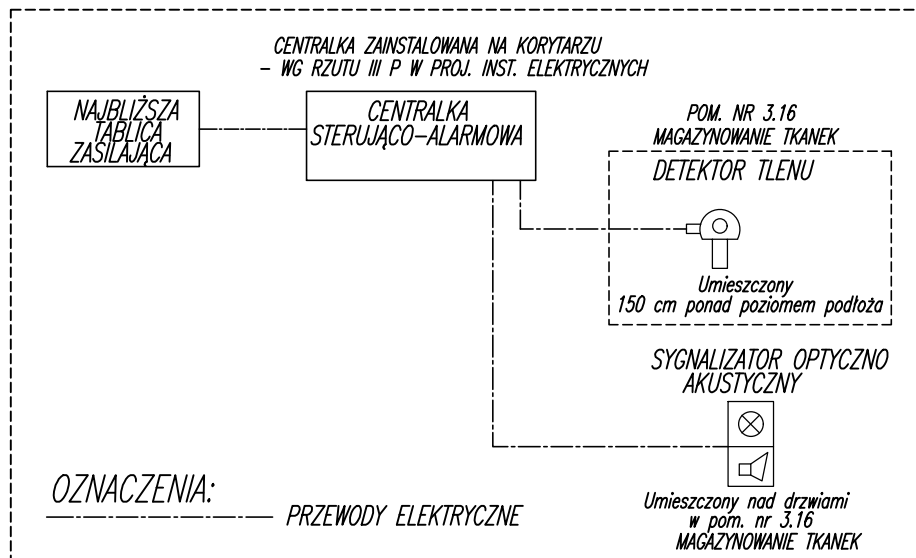 CENTRALKA ZAINSTALOWANA NA KORYTARZU
– WG RZUTU III P W PROJ. INST. ELEKTRYCZNYCH
NAJBLIŻSZA
TABLICA
ZASILAJĄCA
CENTRALKA
STERUJĄCO–ALARMOWA
POM. NR 3.16
MAGAZYNOWANIE TKANEK
DETEKTOR TLENU
Umieszczony
150 cm ponad poziomem podłoża
SYGNALIZATOR OPTYCZNO
AKUSTYCZNY
Umieszczony nad drzwiami
w pom. nr 3.16
MAGAZYNOWANIE TKANEK
OZNACZENIA:
PRZEWODY ELEKTRYCZNE